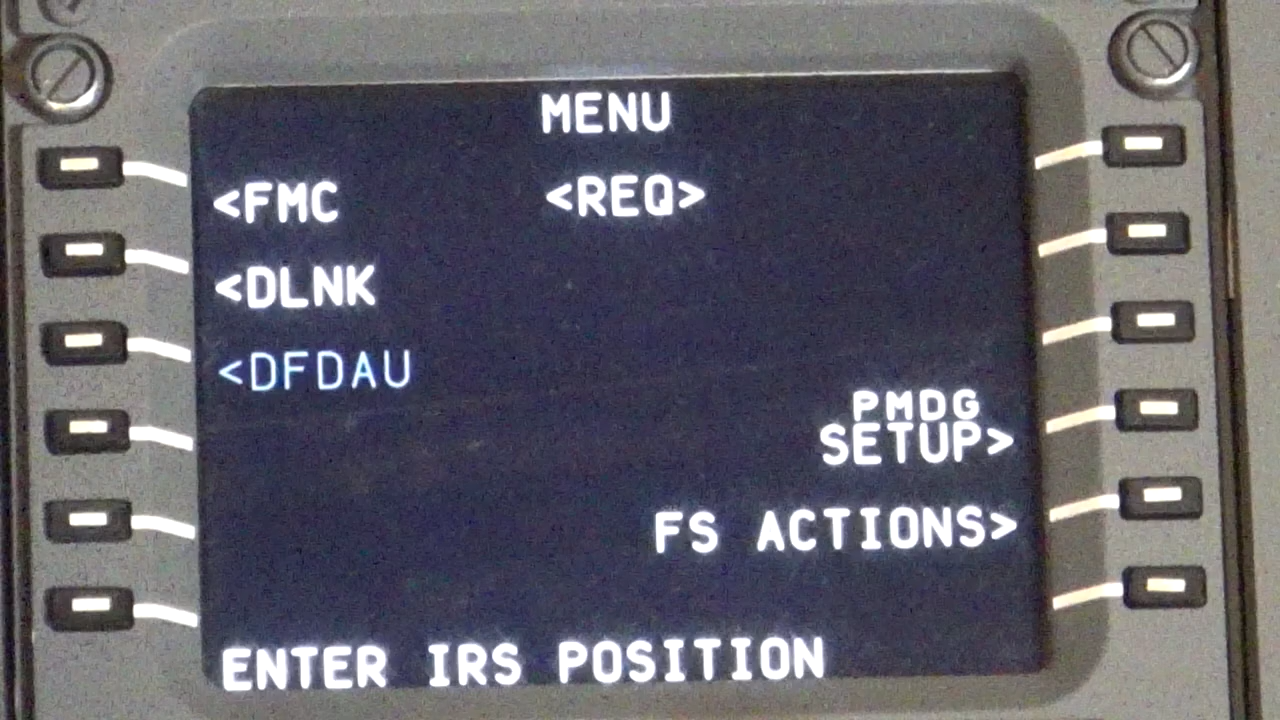 MENU
<FMC <REQ>
<DLNK
<DFDAU
PMDG
SETUP>
FS ACTIONS>
ENTER IRS POSITION